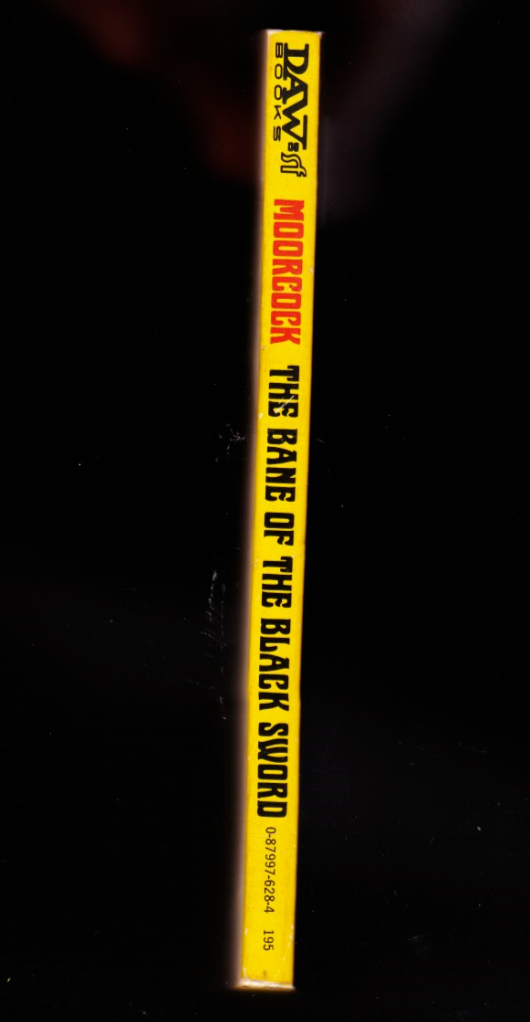 DAW sf
BOOKS
MOORCOCK
THE BANE OF THE BLACK SWORD
0-87997-628-4 195